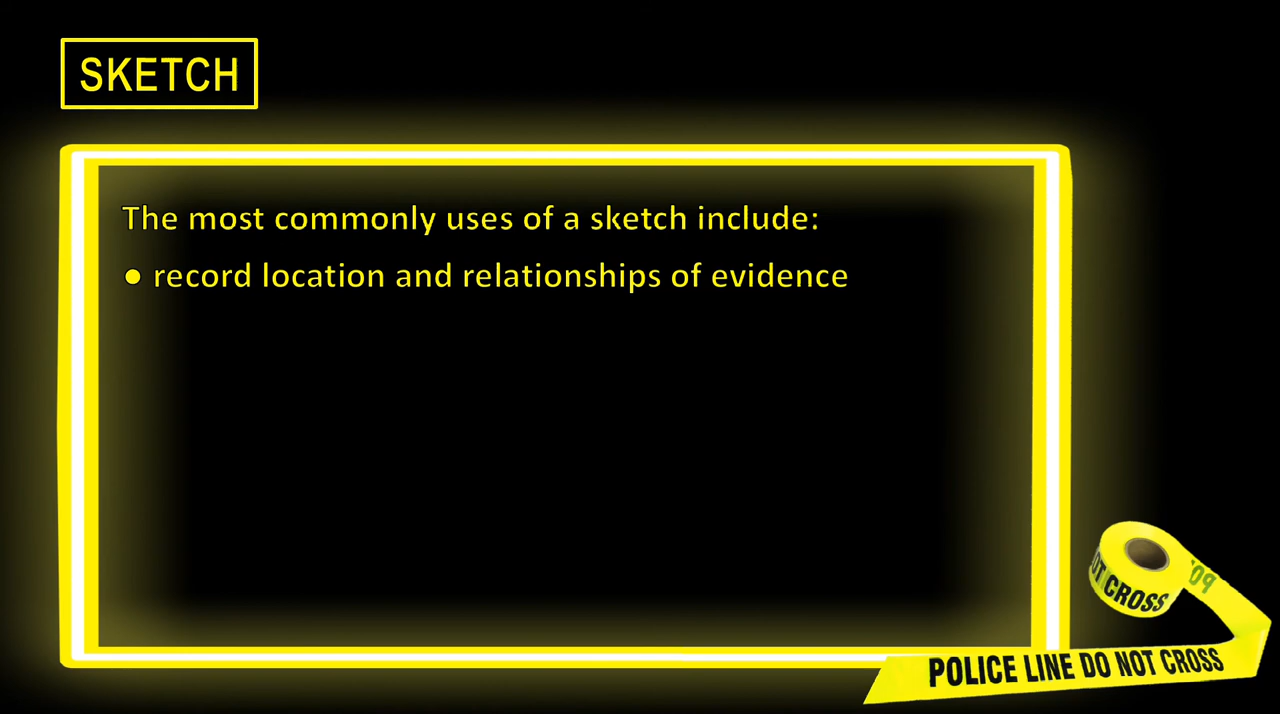 SKETCH
The most commonly uses of a sketch include:
● record location and relationships of evidence
OT CROSS
PO
POLICE LINE DO NOT CROSS